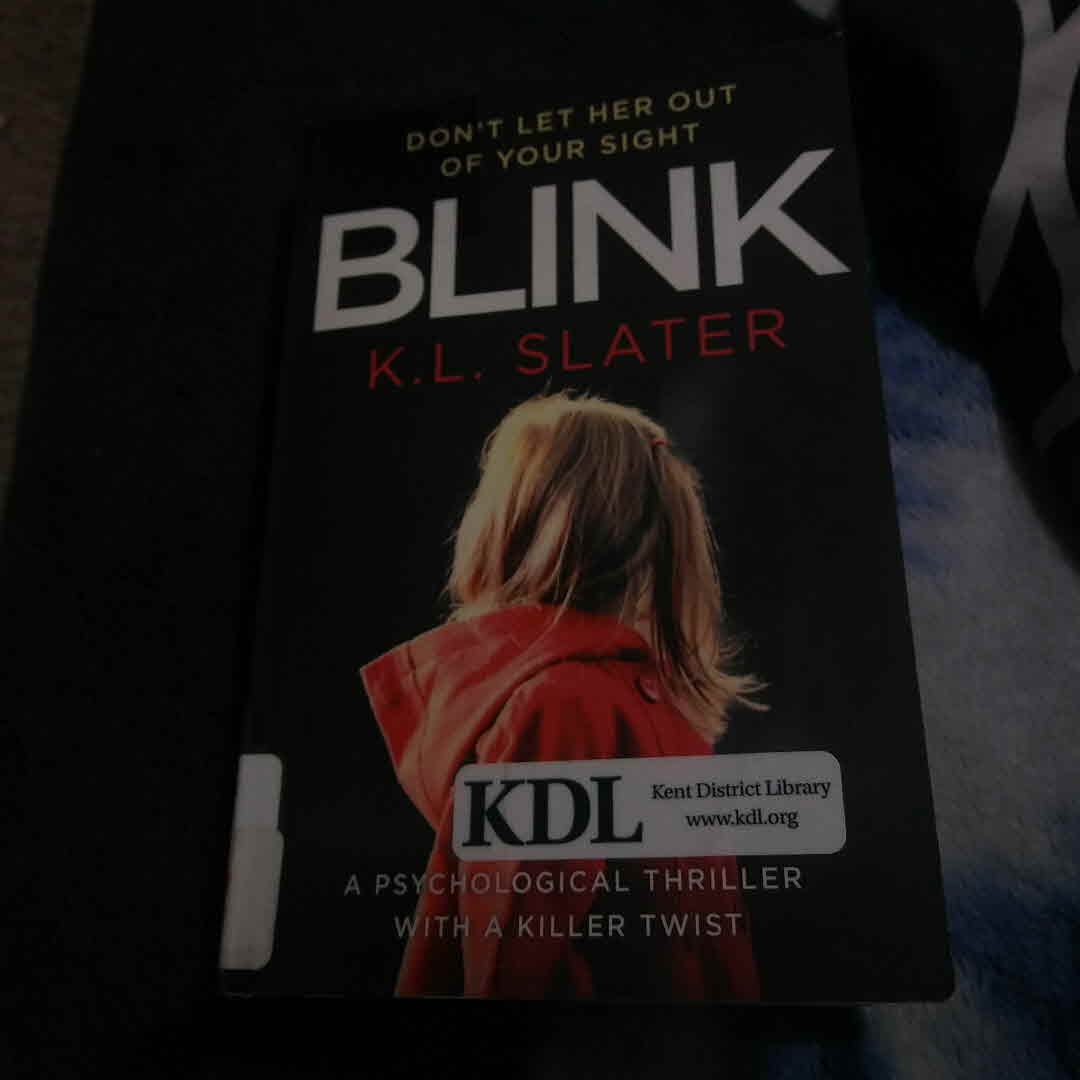 DON'T LET HER OUT
OF YOUR SIGHT
BLINK
K.L. SLATER
KDL
Kent District Library
www.kdl.org
A PSYCHOLOGICAL THRILLER
WITH A KILLER TWIST